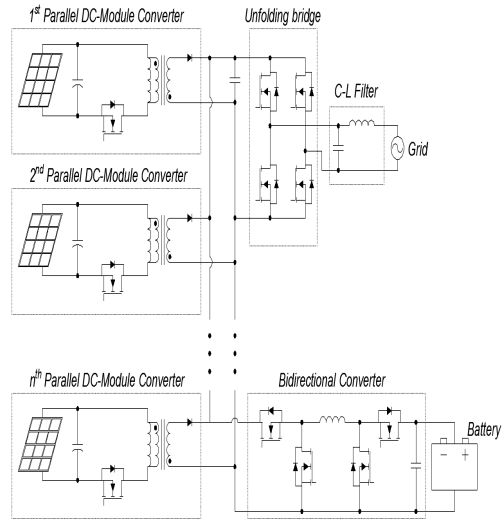 1st Parallel DC-Module Converter
Unfolding bridge
C-L Filter
Grid
2nd Parallel DC-Module Converter
nth Parallel DC-Module Converter
Bidirectional Converter
Battery
− +